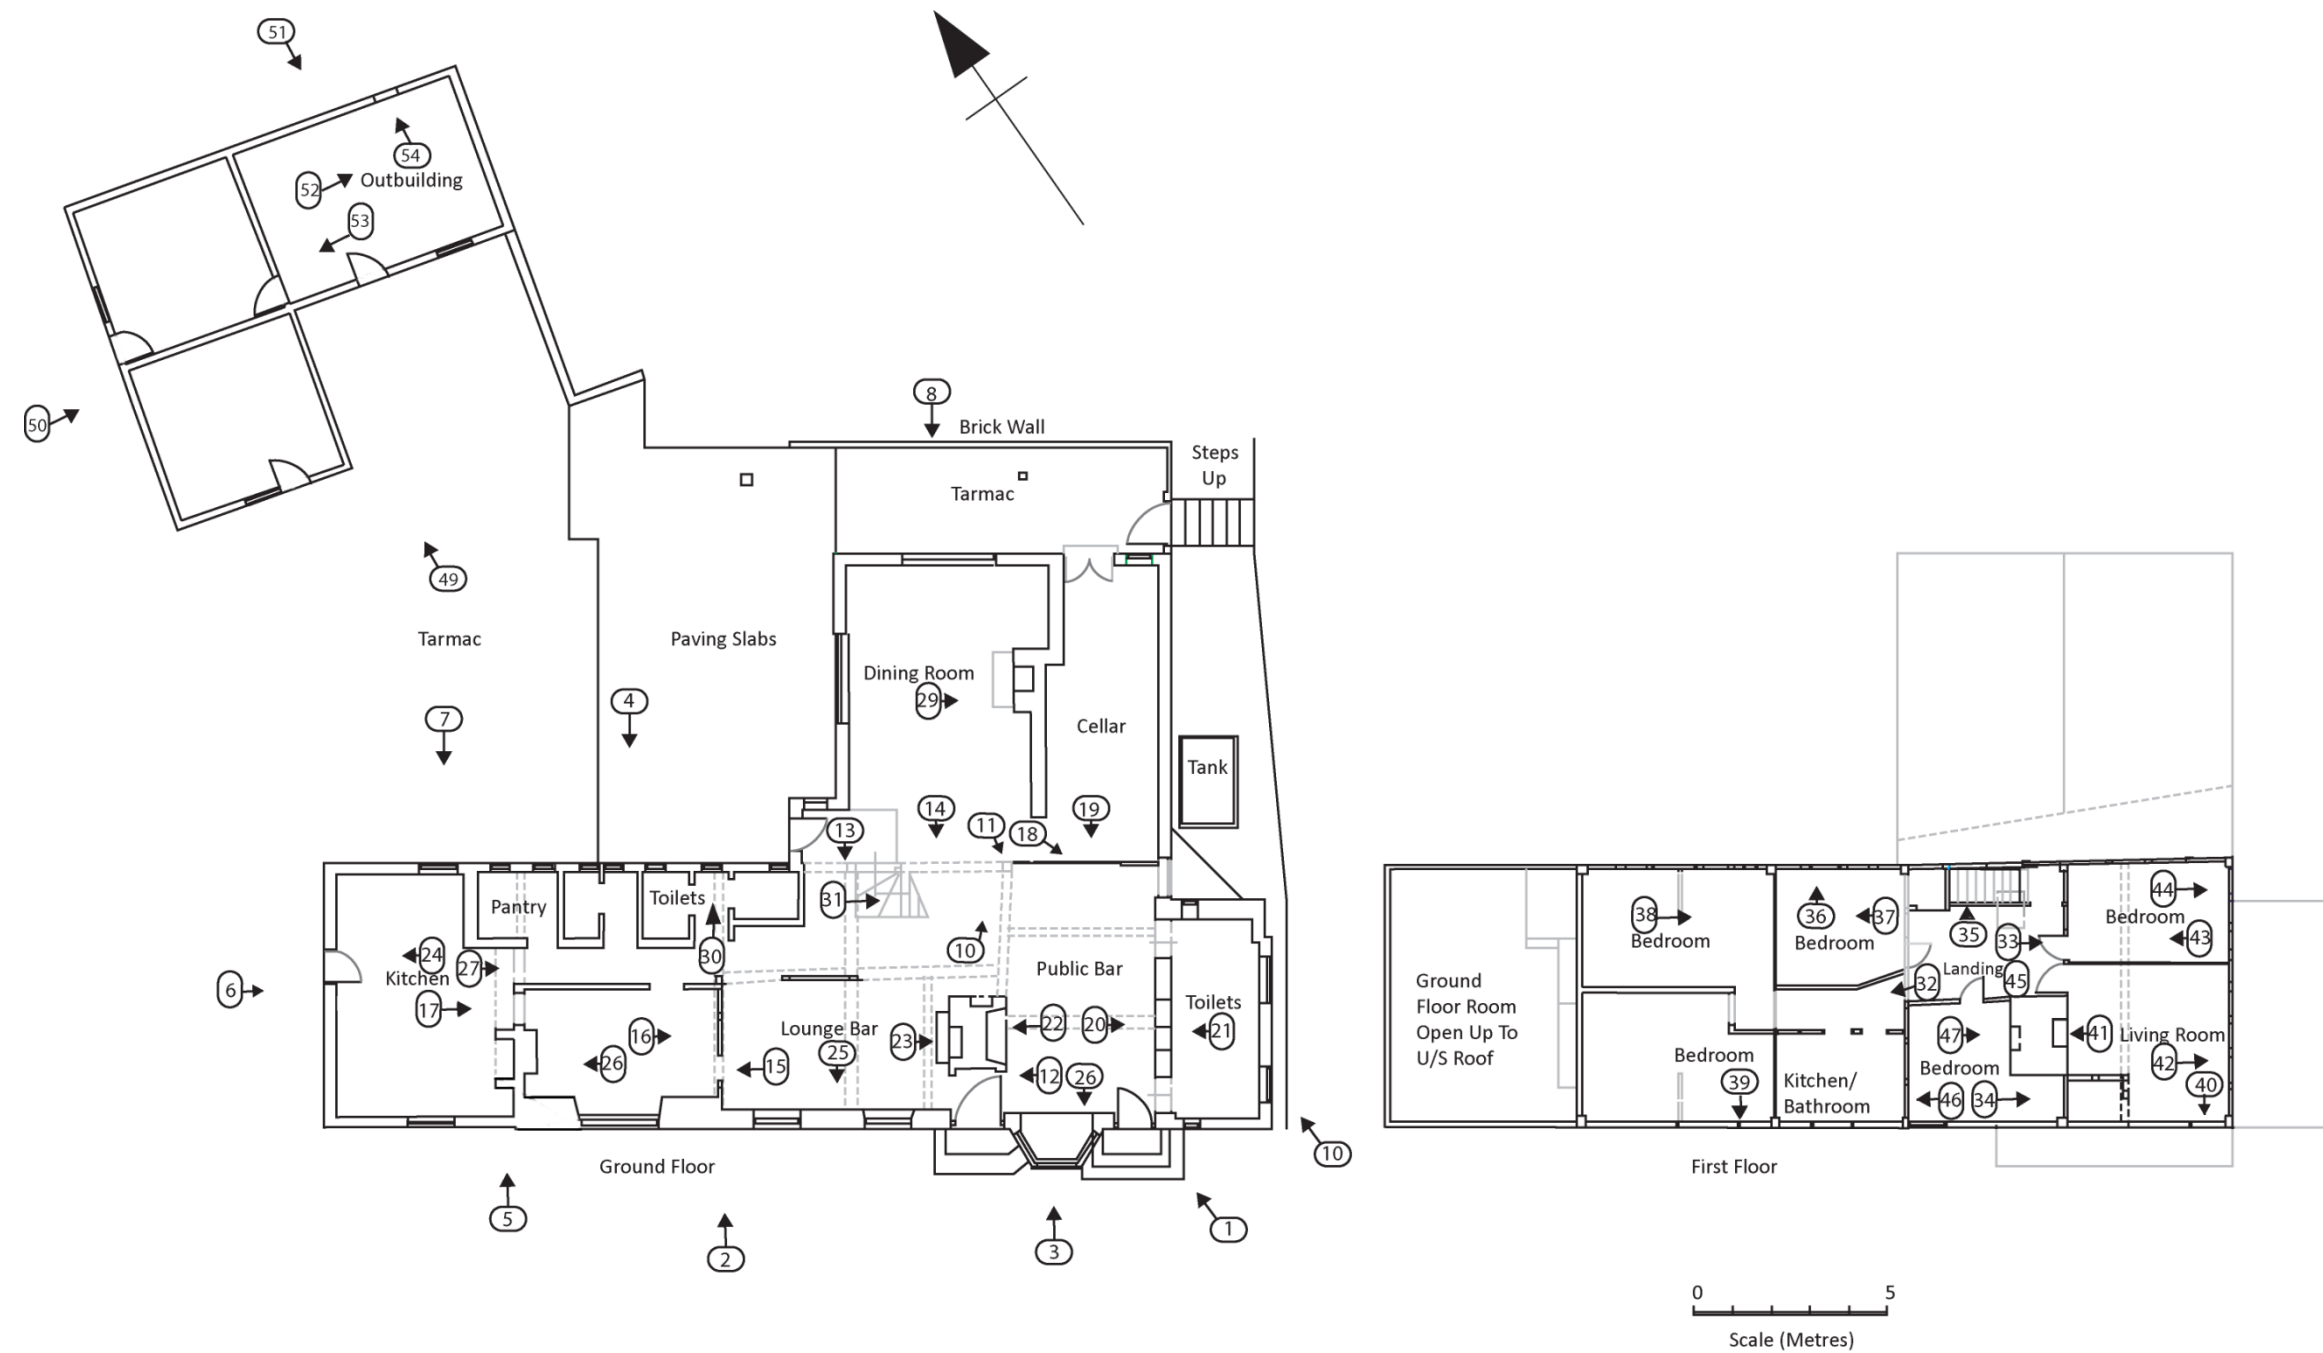 51
54
52
Outbuilding
53
50
8
Brick Wall
Steps
Up
Tarmac
49
Tarmac
Paving Slabs
Dining Room
29
4
7
Cellar
Tank
14
19
11
18
13
31
Toilets
Pantry
30
10
24
27
Kitchen
17
6
Public Bar
Toilets
16
26
Lounge Bar
25
23
22
20
21
15
12
26
10
Ground Floor
5
2
3
1
38
Bedroom
36
37
Bedroom
35
33
44
Bedroom
43
Landing
45
32
Ground
Floor Room
Open Up To
U/S Roof
Bedroom
39
Kitchen/
Bathroom
47
Bedroom
46
34
41
Living Room
42
40
First Floor
0
5
Scale (Metres)